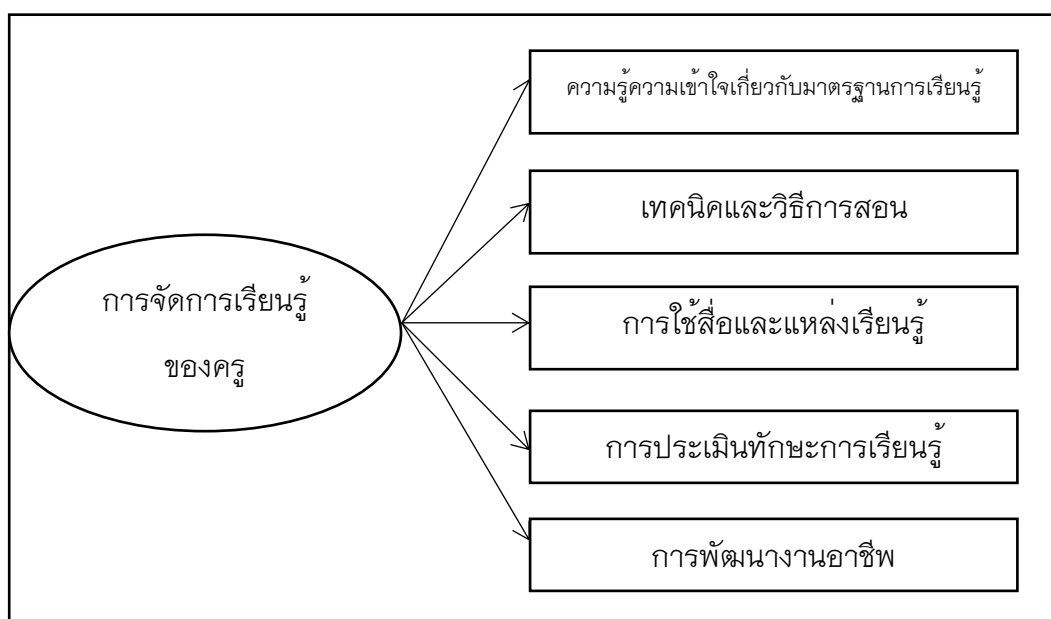 ความรู้ความเข้าใจเกี่ยวกับมาตรฐานการเรียนรู้
เทคนิคและวิธีการสอน
การจัดการเรียนรู้
ของครู
การใช้สื่อและแหล่งเรียนรู้
การประเมินทักษะการเรียนรู้
การพัฒนางานอาชีพ